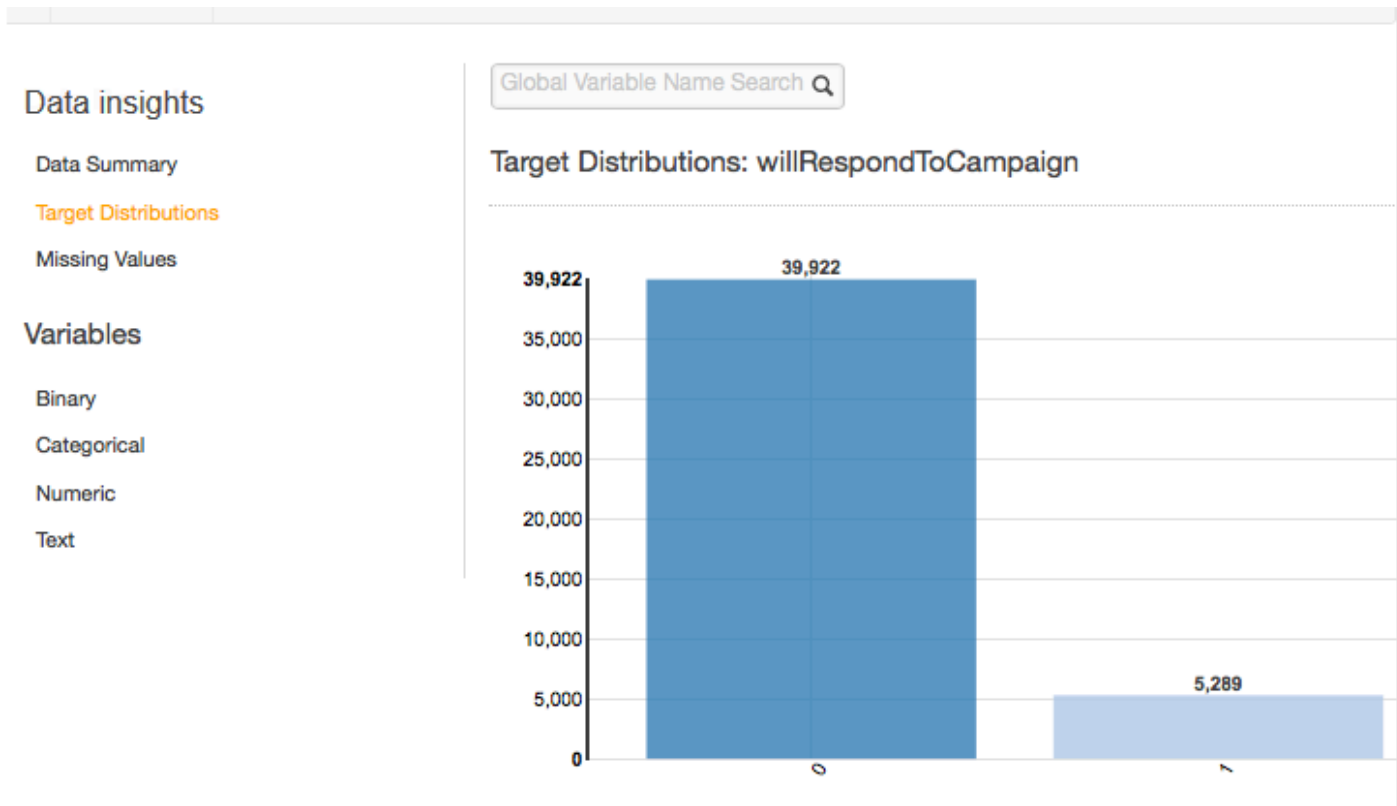 Data insights
Data Summary
Target Distributions
Missing Values
Variables
Binary
Categorical
Numeric
Text
Global Variable Name Search
Target Distributions: willRespondToCampaign
39,922
39,922
35,000
30,000
25,000
20,000
15,000
10,000
5,289
5,000
0
0
1